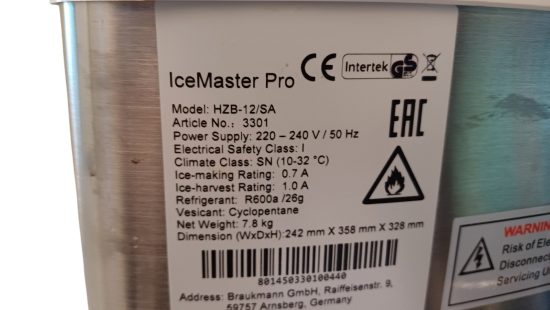 IceMaster Pro
CE Intertek GS
Model: HZB-12/SA
Article No.: 3301
Power Supply: 220 – 240 V / 50 Hz
Electrical Safety Class: I
Climate Class: SN (10-32 °C)
Ice-making Rating: 0.7 A
Ice-harvest Rating: 1.0 A
Refrigerant: R600a /26g
Vesicant: Cyclopentane
Net Weight: 7.8 kg
Dimension (WxDxH):242 mm X 358 mm X 328 mm
801450330100440
Address: Braukmann GmbH, Raiffeisenstr. 9,
59757 Arnsberg, Germany
EAC
WARNIN
Risk of Ele
Disconnec
Servicing U